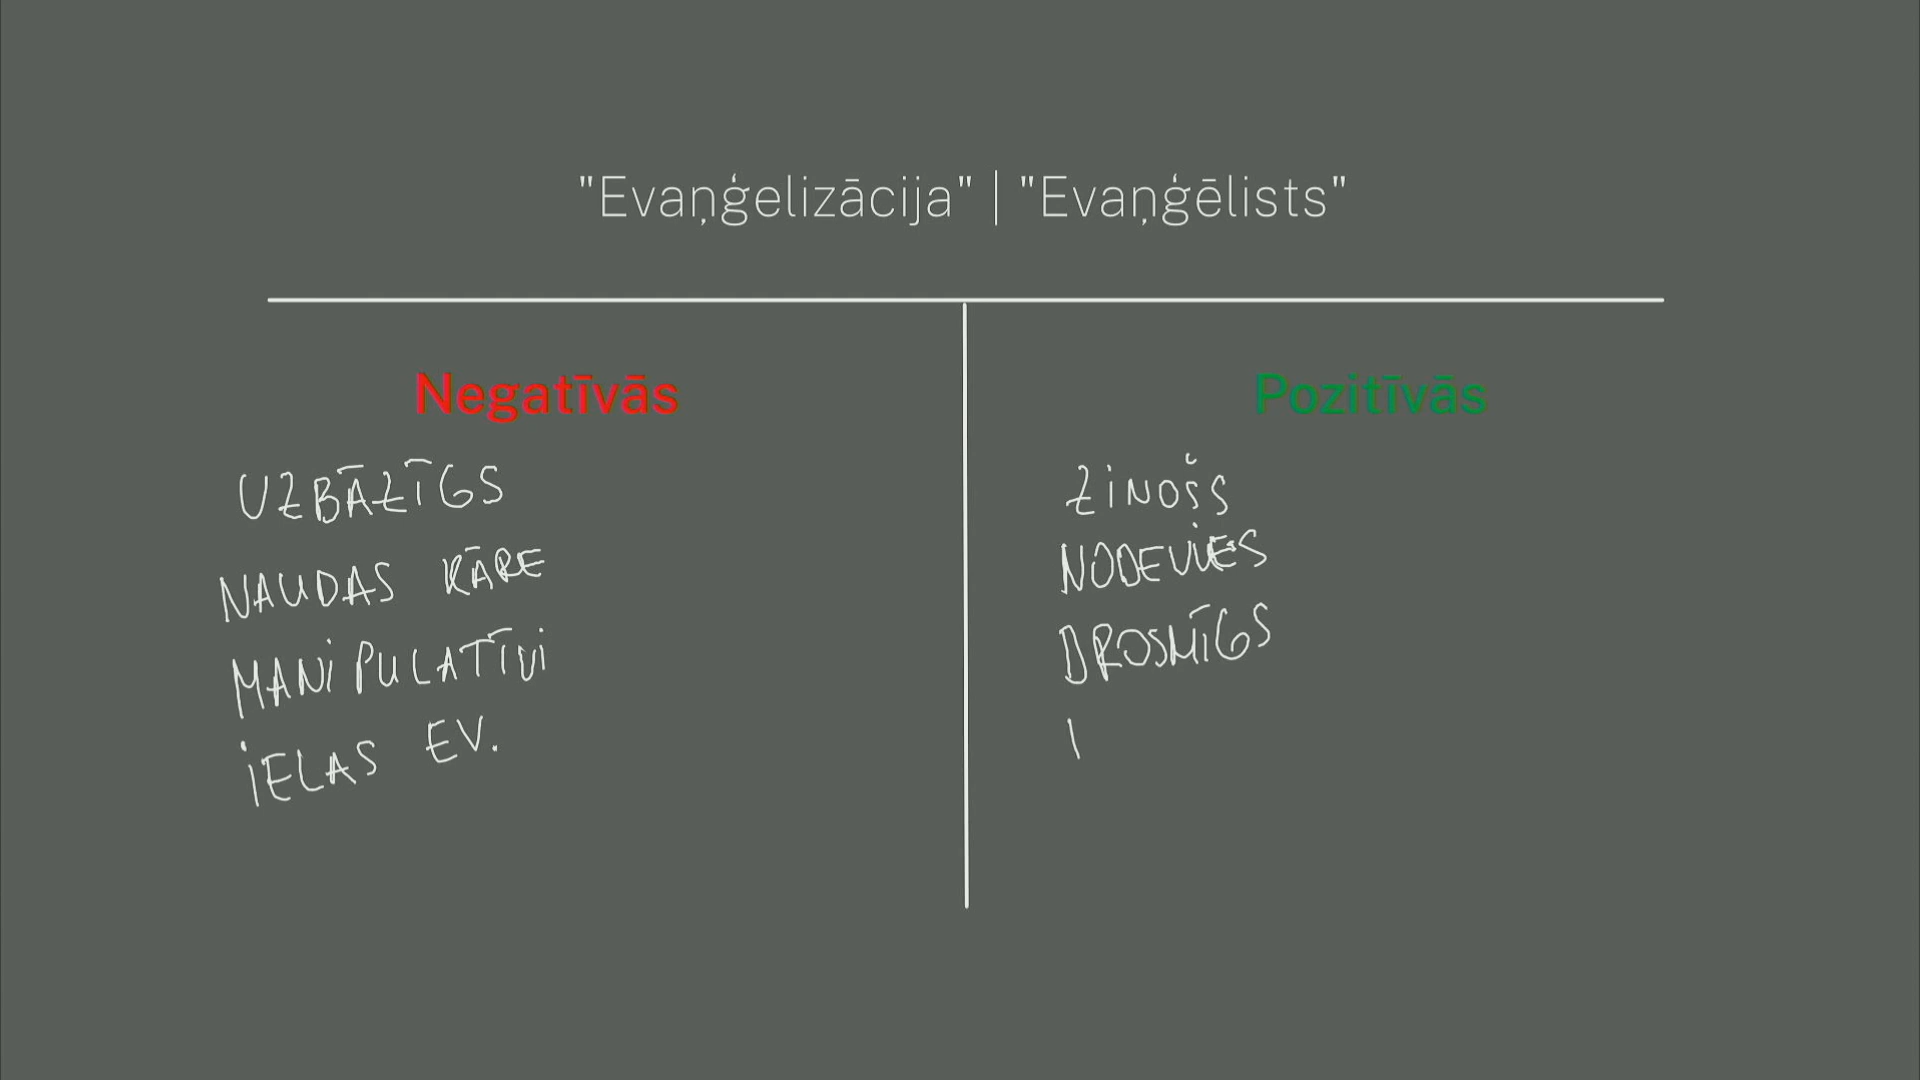 "Evaņģelizācija" | "Evaņģēlists"
Negatīvās
UZBĀZĪGS
NAUDAS KĀRE
MANIPULATĪVI
IELAS EV.
Pozitīvās
ZINOŠS
NODEVIES
DROSMĪGS
I